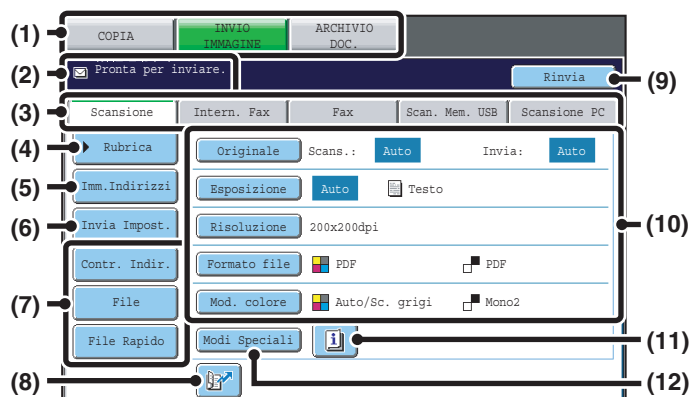 (1)
COPIA
INVIO
IMMAGINE
ARCHIVIO
DOC.
(2)
Pronta per inviare.
Rinvia
(9)
(3)
Scansione
Intern. Fax
Fax
Scan. Mem. USB
Scansione PC
(4)
Rubrica
Originale
Scans.:
Auto
Invia:
Auto
(5)
Imm.Indirizzi
Esposizione
Auto
Testo
(6)
Invia Impost.
Risoluzione
200x200dpi
(10)
Contr. Indir.
Formato file
PDF
PDF
(7)
File
Mod. colore
Auto/Sc. grigi
Mono2
File Rapido
Modi Speciali
(11)
(8)
(12)